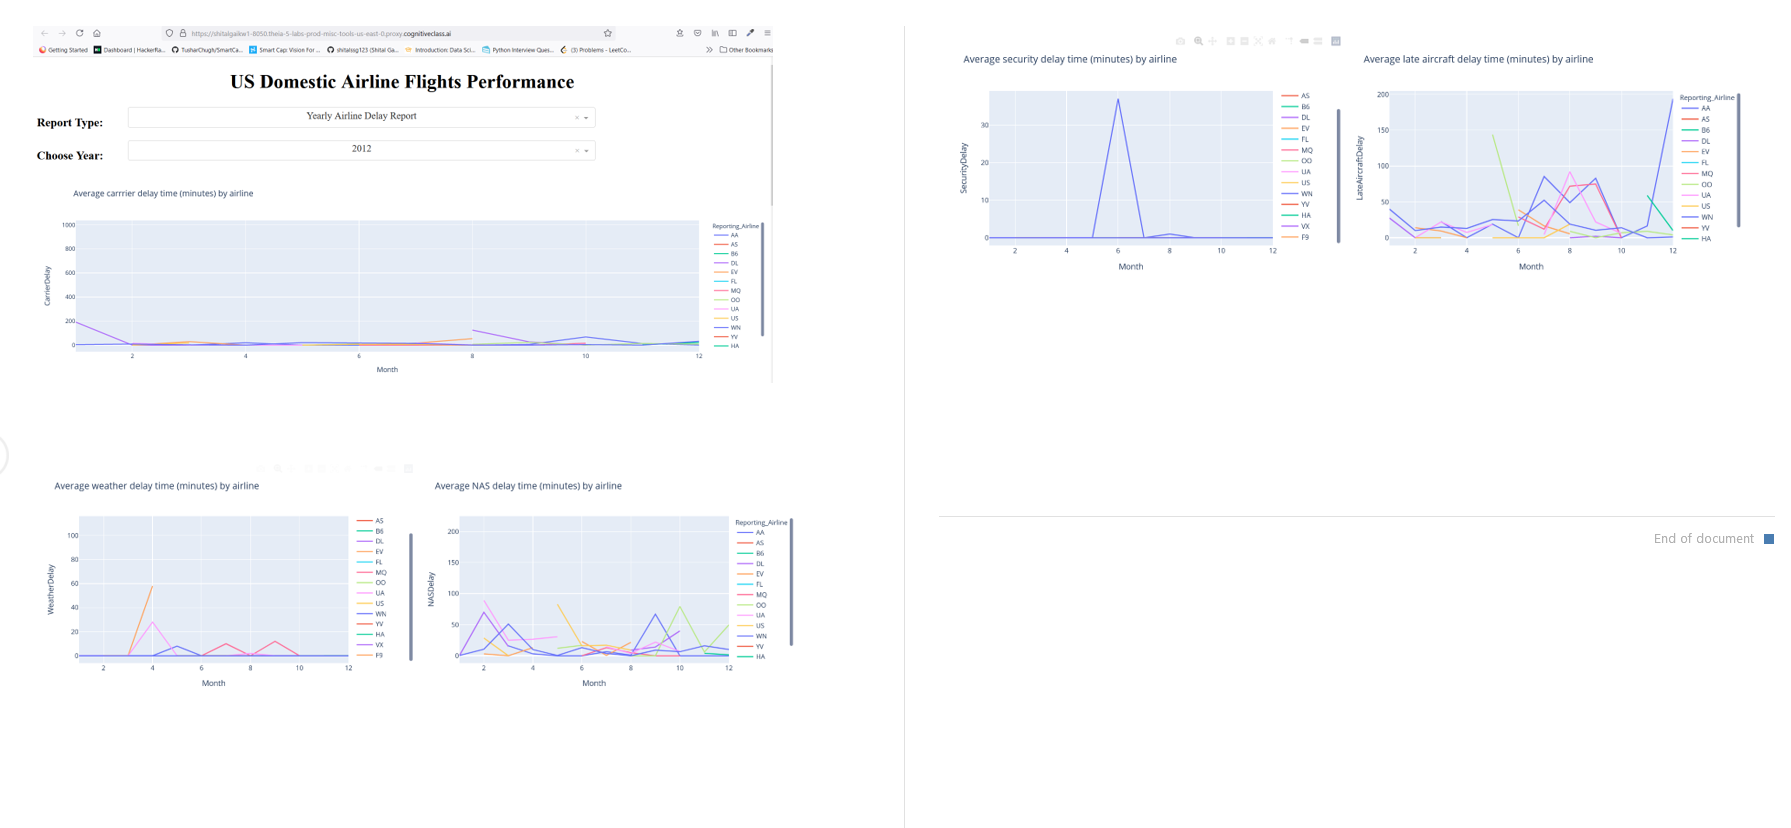 https://shitalgaikw1-8050.theia-5-labs-prod-misc-tools-us-east-0.proxy.cognitiveclass.ai
Getting Started Dashboard | HackerRa... TusharChugh/SmartCa... Smart Cap: Vision For ... shitalssg123 (Shital Ga... Introduction: Data Sci... Python Interview Ques... (3) Problems - LeetCo... Other Bookmarks
US Domestic Airline Flights Performance
Report Type:
Yearly Airline Delay Report
Choose Year:
2012
Average carrrier delay time (minutes) by airline
CarrierDelay
1000
800
600
400
200
0
2 4 6 8 10 12
Month
Reporting_Airline
AA
AS
B6
DL
EV
FL
MQ
OO
UA
US
WN
YV
HA
Average weather delay time (minutes) by airline
WeatherDelay
100
80
60
40
20
0
2 4 6 8 10 12
Month
AS
B6
DL
EV
FL
MQ
OO
UA
US
WN
YV
HA
VX
F9
Average NAS delay time (minutes) by airline
NASDelay
200
150
100
50
0
2 4 6 8 10 12
Month
Reporting_Airline
AA
AS
B6
DL
EV
FL
MQ
OO
UA
US
WN
YV
HA
Average security delay time (minutes) by airline
SecurityDelay
30
20
10
0
2 4 6 8 10 12
Month
AS
B6
DL
EV
FL
MQ
OO
UA
US
WN
YV
HA
VX
F9
Average late aircraft delay time (minutes) by airline
LateAircraftDelay
200
150
100
50
0
2 4 6 8 10 12
Month
Reporting_Airline
AA
AS
B6
DL
EV
FL
MQ
OO
UA
US
WN
YV
HA
End of document